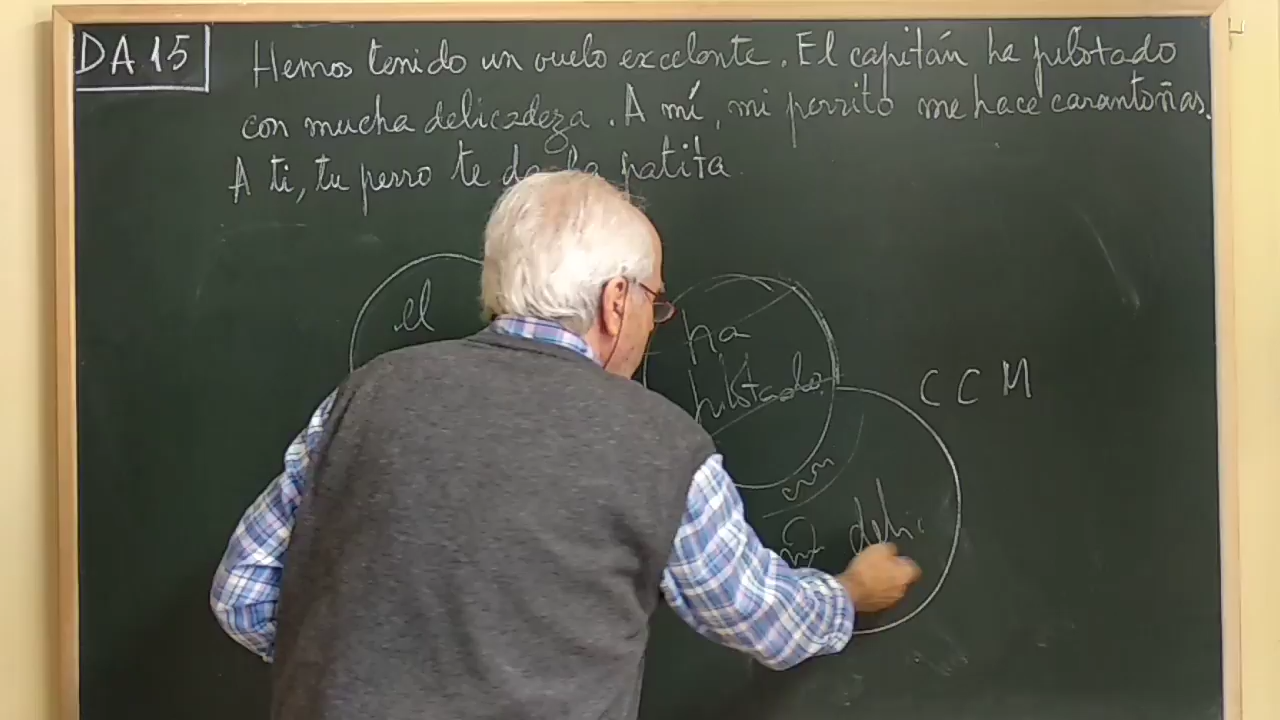 DA 15
Hemos tenido un vuelo excelente. El capitán ha pilotado
con mucha delicadeza. A mí, mi perrito me hace carantoñas.
A ti, tu perro te da la patita.
el
ha
pilotado
CCM
con
delic